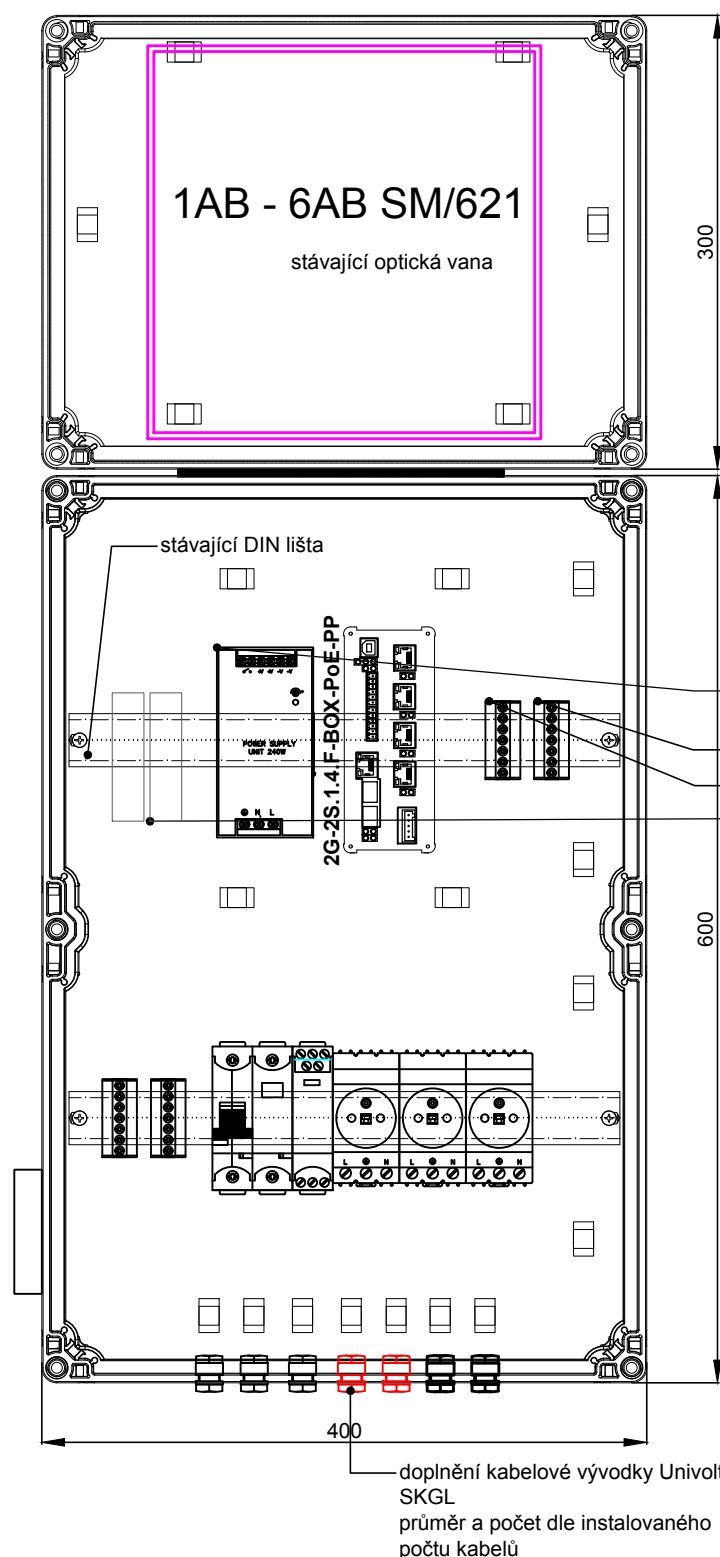 1AB - 6AB SM/621
stávající optická vana
300
stávající DIN lišta
2G-2S.1.4.F-BOX-PoE-PP
POWER SUPPLY
UNIT 240W
N L
600
L N L N L N
400
doplnění kabelové vývodky Univolt
SKGL
průměr a počet dle instalovaného
počtu kabelů